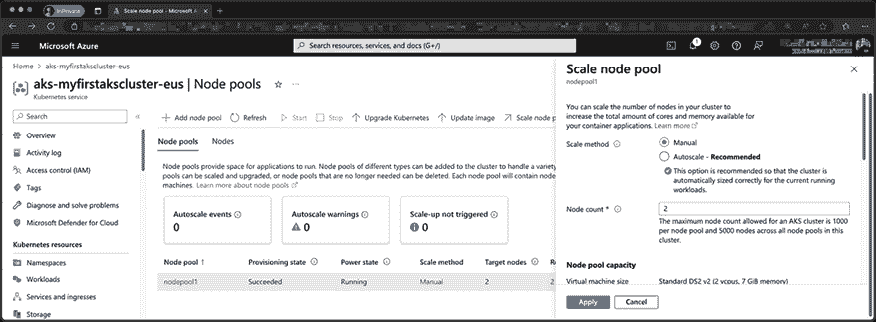 InPrivate
Scale node pool - Microsoft A
Microsoft Azure
Search resources, services, and docs (G+/)
1
Home > aks-myfirstakscluster-eus >
aks-myfirstakscluster-eus | Node pools
Kubernetes service
Search
Overview
Activity log
Access control (IAM)
Tags
Diagnose and solve problems
Microsoft Defender for Cloud
Kubernetes resources
Namespaces
Workloads
Services and ingresses
Storage
Add node pool
Refresh
Start
Stop
Upgrade Kubernetes
Update image
Scale node po
Node pools
Nodes
Node pools provide space for applications to run. Node pools of different types can be added to the cluster to handle a variety
pools can be scaled and upgraded, or node pools that are no longer needed can be deleted. Each node pool will contain node
machines. Learn more about node pools
Autoscale events
0
Autoscale warnings
0
Scale-up not triggered
0
Node pool
Provisioning state
Power state
Scale method
Target nodes
Re
nodepool1
Succeeded
Running
Manual
2
2
Scale node pool
nodepool1
You can scale the number of nodes in your cluster to
increase the total amount of cores and memory available for
your container applications. Learn more
Scale method
Manual
Autoscale - Recommended
This option is recommended so that the cluster is
automatically sized correctly for the current running
workloads.
Node count *
2
The maximum node count allowed for an AKS cluster is 1000
per node pool and 5000 nodes across all node pools in this
cluster.
Node pool capacity
Virtual machine size
Standard DS2 v2 (2 vcpus, 7 GiB memory)
Apply
Cancel